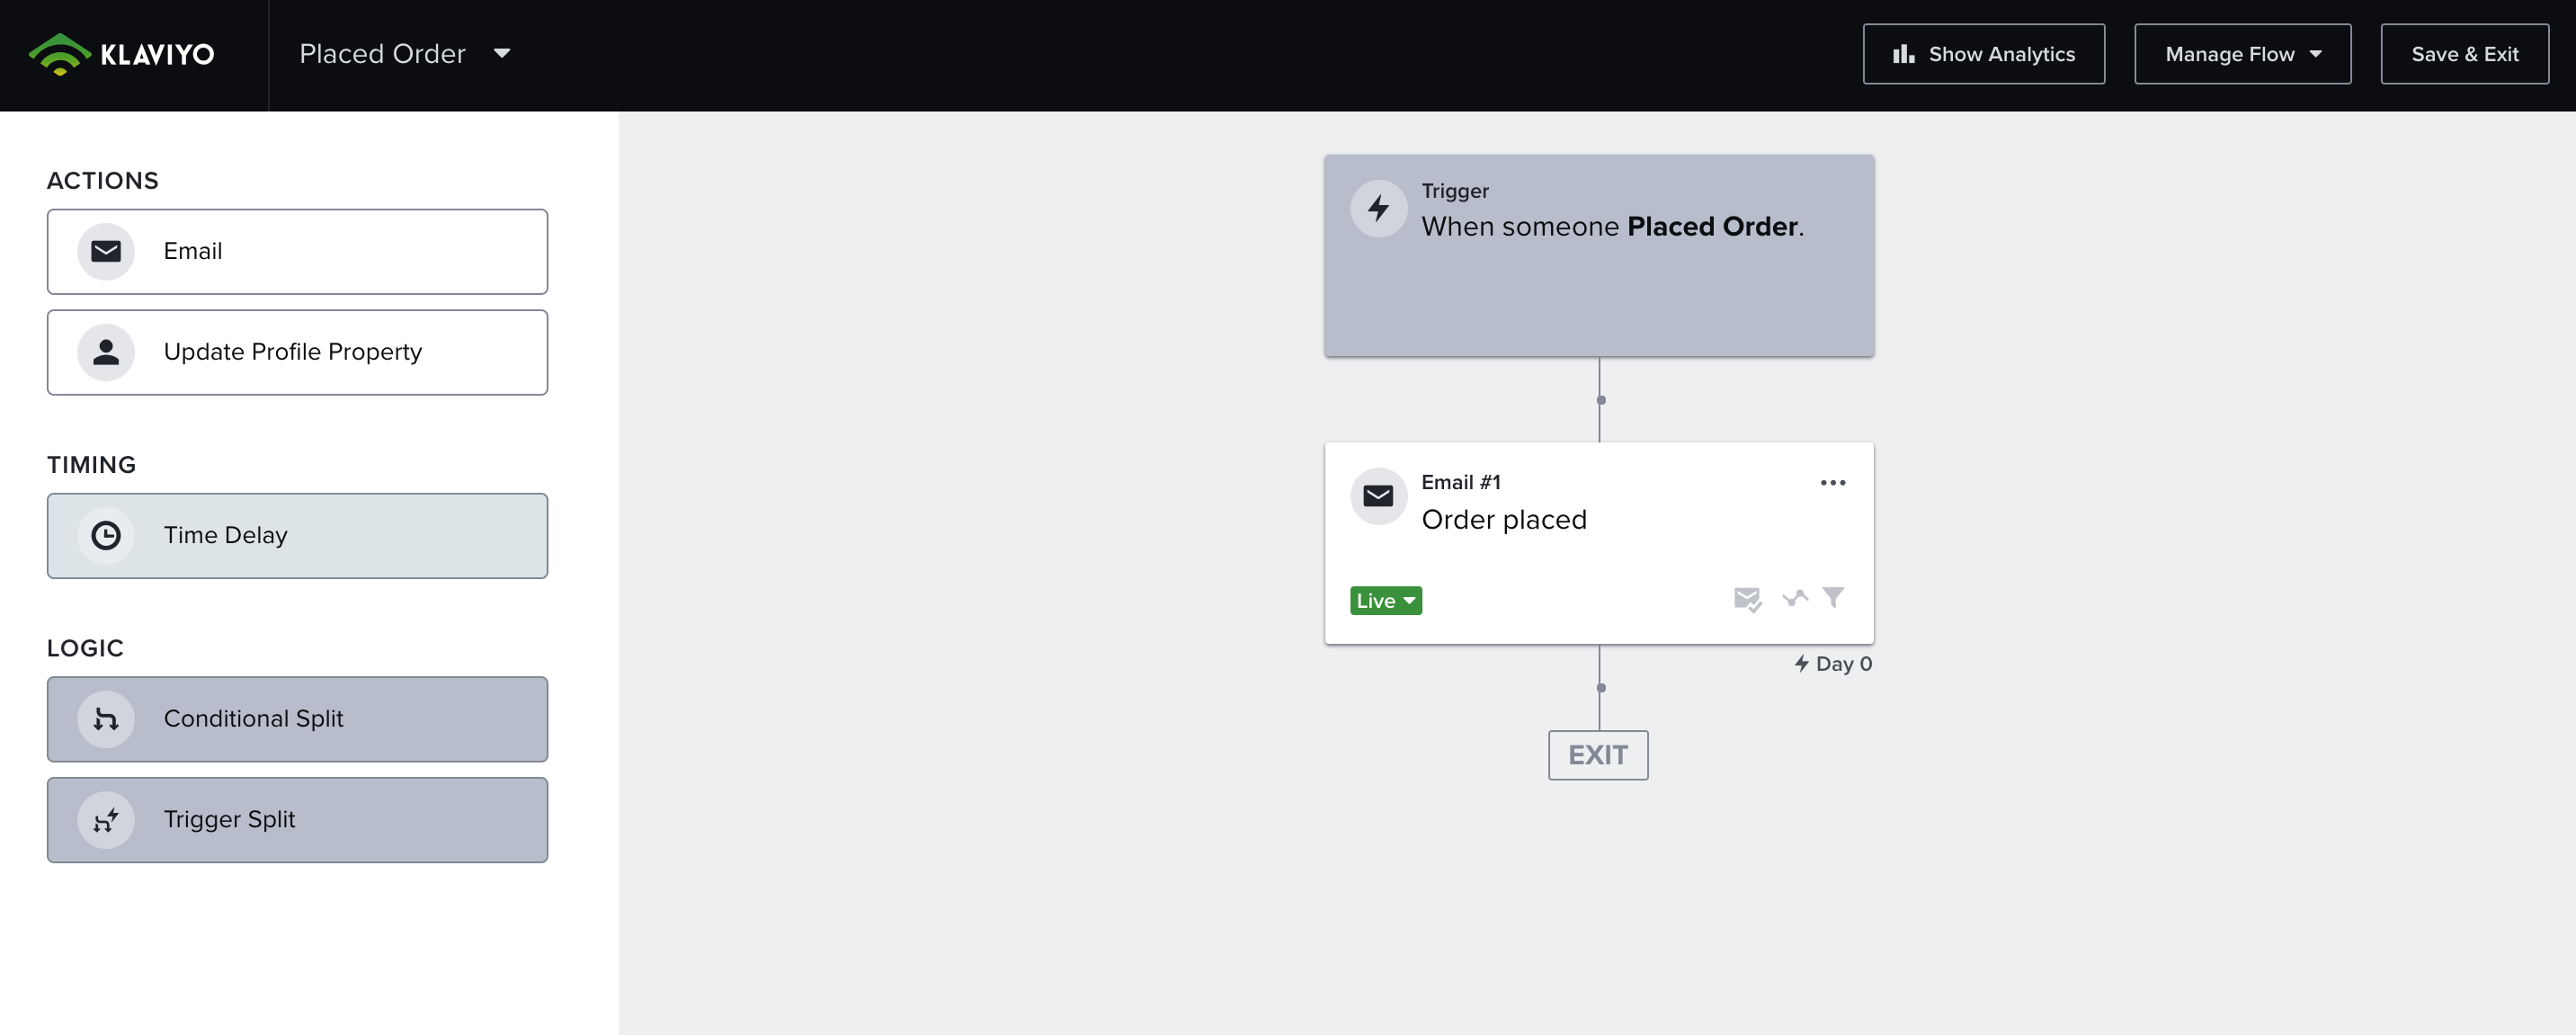 KLAVIYO
Placed Order
Show Analytics
Manage Flow
Save & Exit
ACTIONS
Email
Update Profile Property
TIMING
Time Delay
LOGIC
Conditional Split
Trigger Split
Trigger
When someone Placed Order.
Email #1
Order placed
Live
Day 0
EXIT